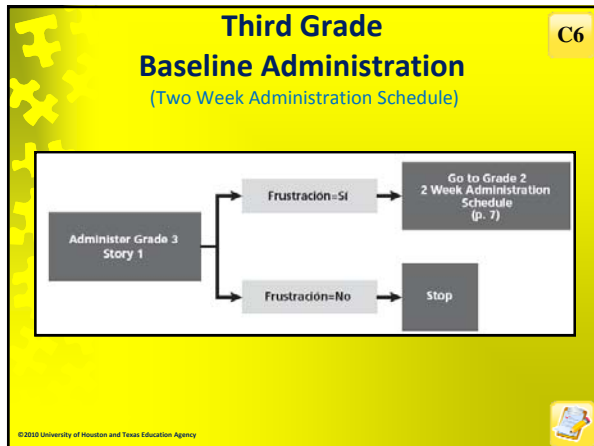 Third Grade
Baseline Administration
(Two Week Administration Schedule)
C6
Administer Grade 3
Story 1
Frustración=Sí
Go to Grade 2
2 Week Administration
Schedule
(p. 7)
Frustración=No
Stop
©2010 University of Houston and Texas Education Agency